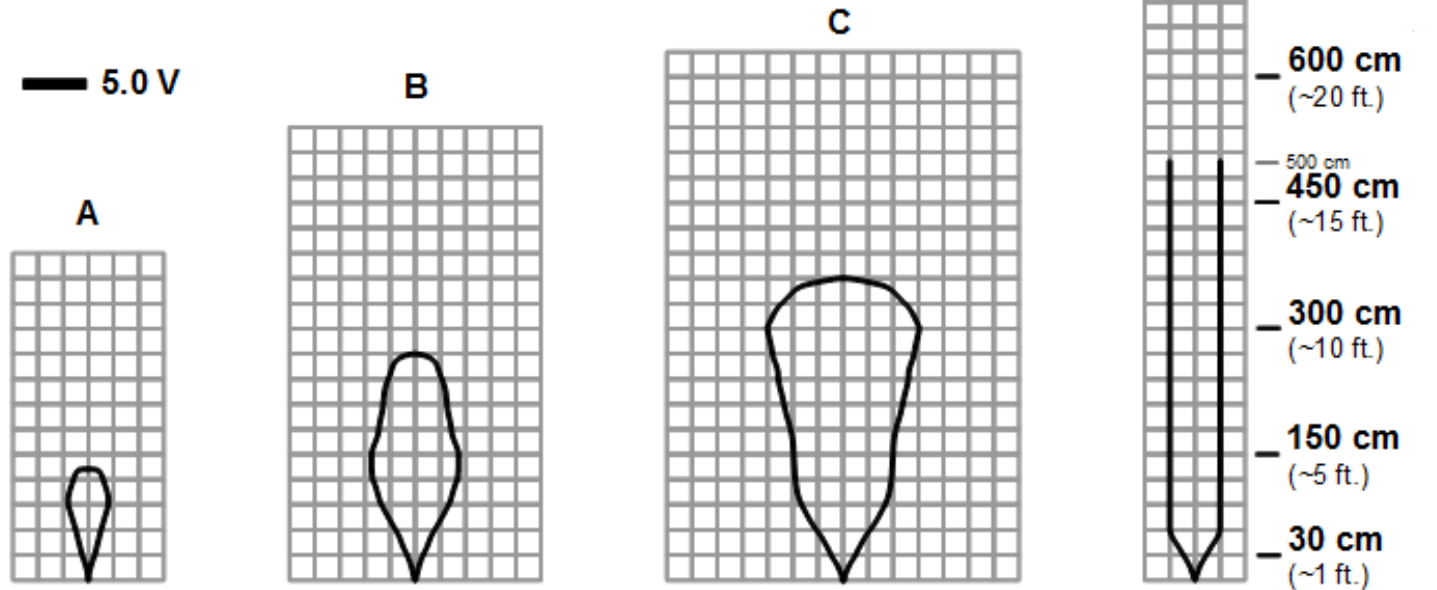 5.0 V
A
B
C
600 cm
(~20 ft.)
500 cm
450 cm
(~15 ft.)
300 cm
(~10 ft.)
150 cm
(~5 ft.)
30 cm
(~1 ft.)